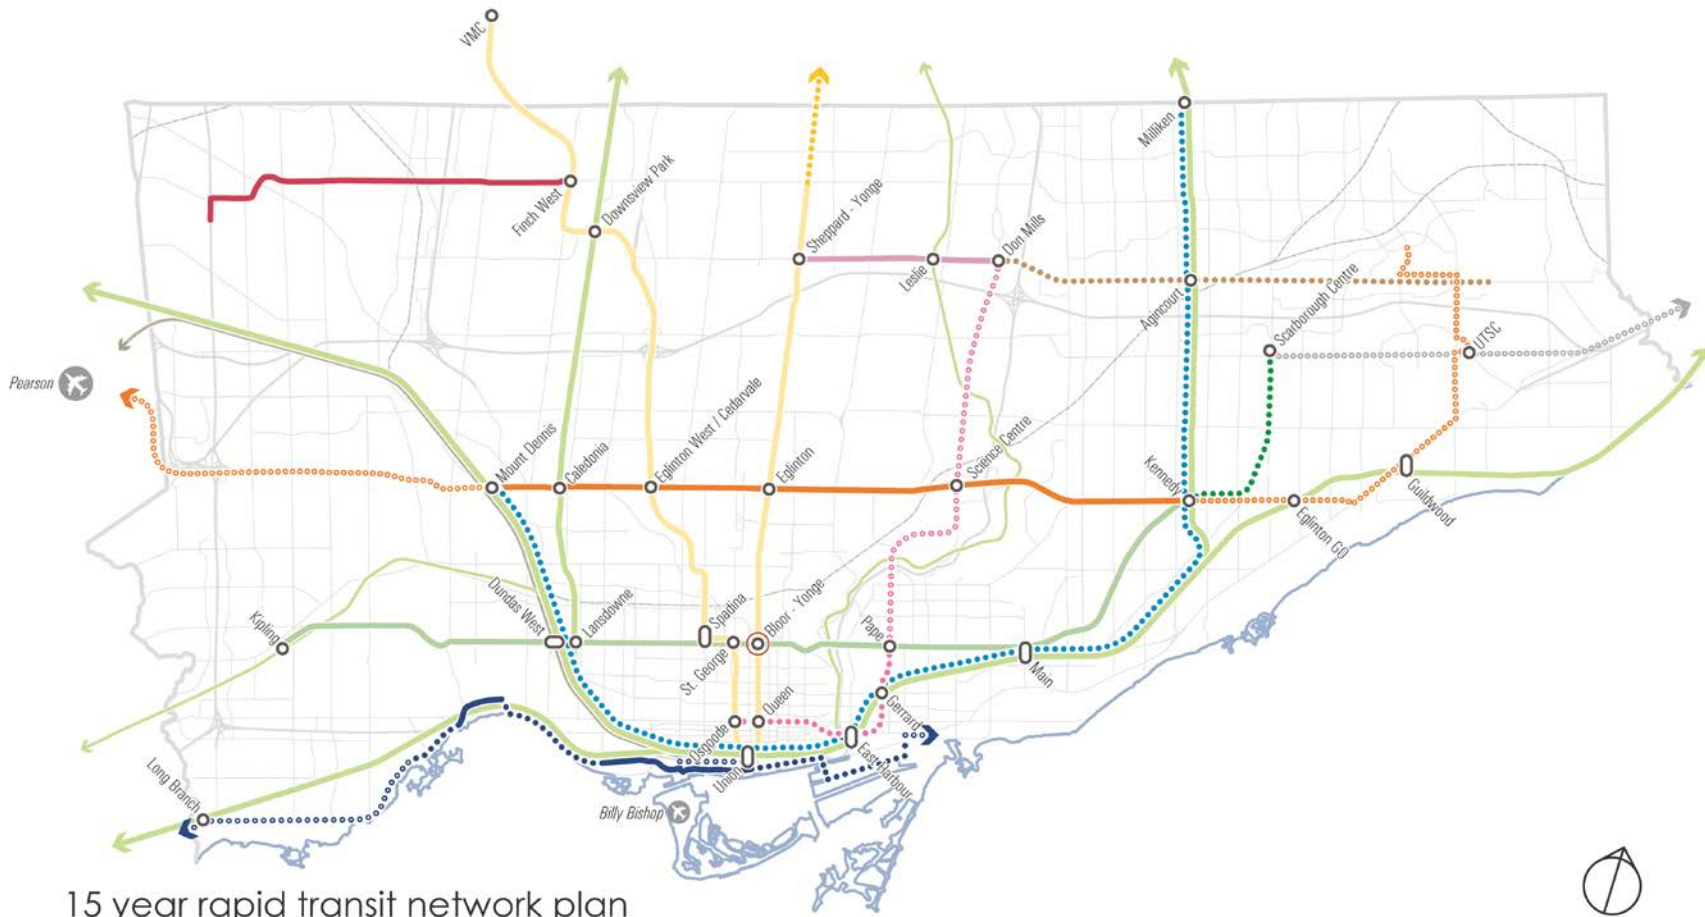 VMC
Milliken
Finch West
Downsview Park
Sheppard - Yonge
Leslie
Don Mills
Agincourt
Scarborough Centre
UTSC
Pearson
Mount Dennis
Caledonia
Eglinton West / Cedarvale
Eglinton
Science Centre
Kennedy
Eglinton GO
Guildwood
Kipling
Dundas West
Lansdowne
Spadina
St. George
Bloor - Yonge
Pape
Main
Osgoode
Queen
Gerrard
Union
East Harbour
Long Branch
Billy Bishop
15 year rapid transit network plan